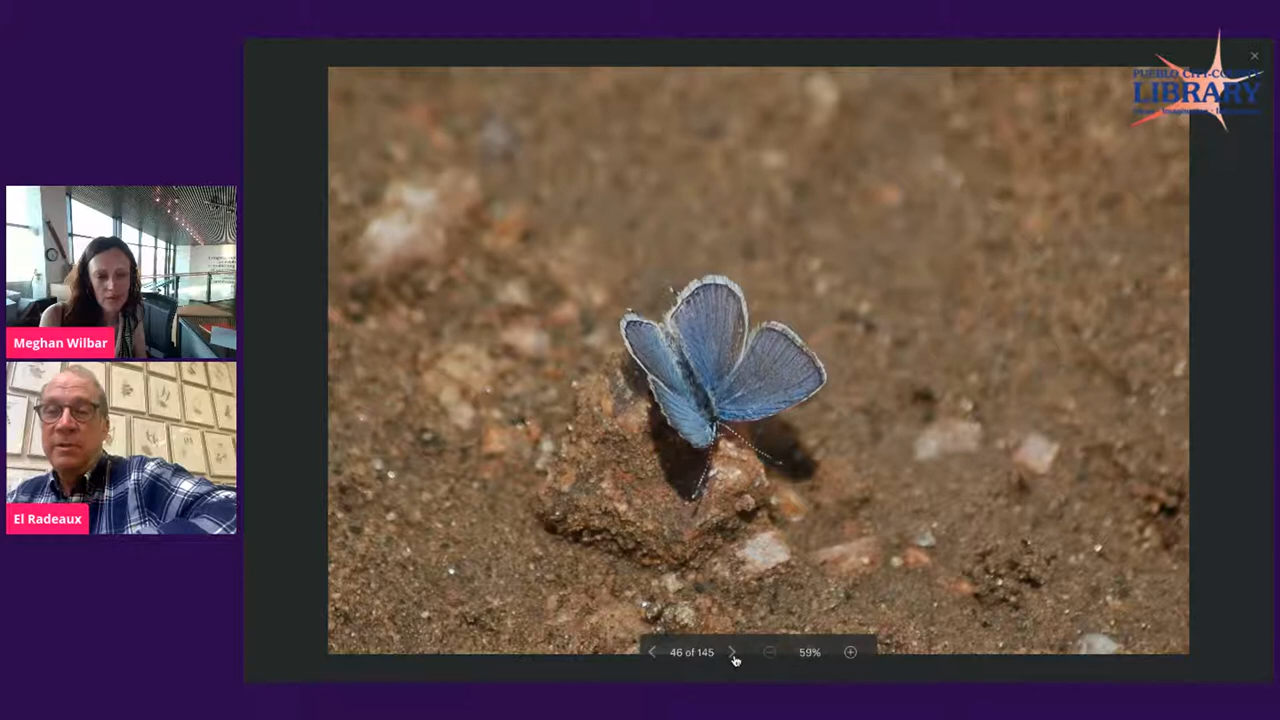 PUEBLO CITY-COUNTY
LIBRARY
Meghan Wilbar
El Radeaux
46 of 145
59%